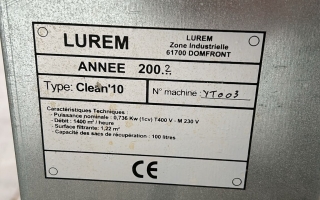 LUREM
LUREM
Zone Industrielle
61700 DOMFRONT
ANNEE 200.2
Type: Clean'10
N° machine : YT003
Caractéristiques Techniques :
- Puissance nominale : 0,736 Kw (1cv) T400 V - M 230 V
- Débit : 1400 m³ / heure
- Surface filtrante: 1,22 m²
- Capacité des sacs de récupération : 100 litres
CE